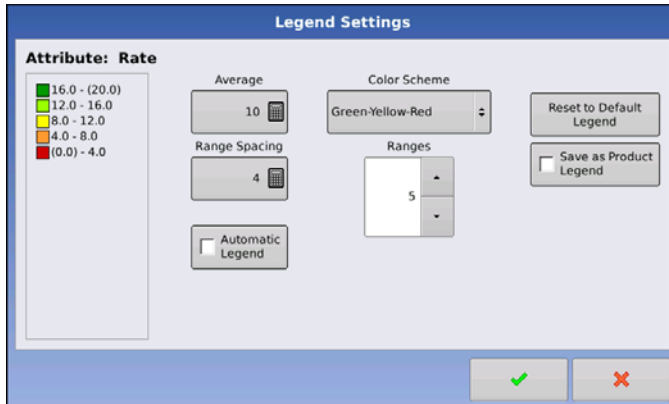 Legend Settings
Attribute: Rate
16.0 - (20.0)
12.0 - 16.0
8.0 - 12.0
4.0 - 8.0
(0.0) - 4.0
Average
10
Range Spacing
4
Automatic
Legend
Color Scheme
Green-Yellow-Red
Ranges
5
Reset to Default
Legend
Save as Product
Legend